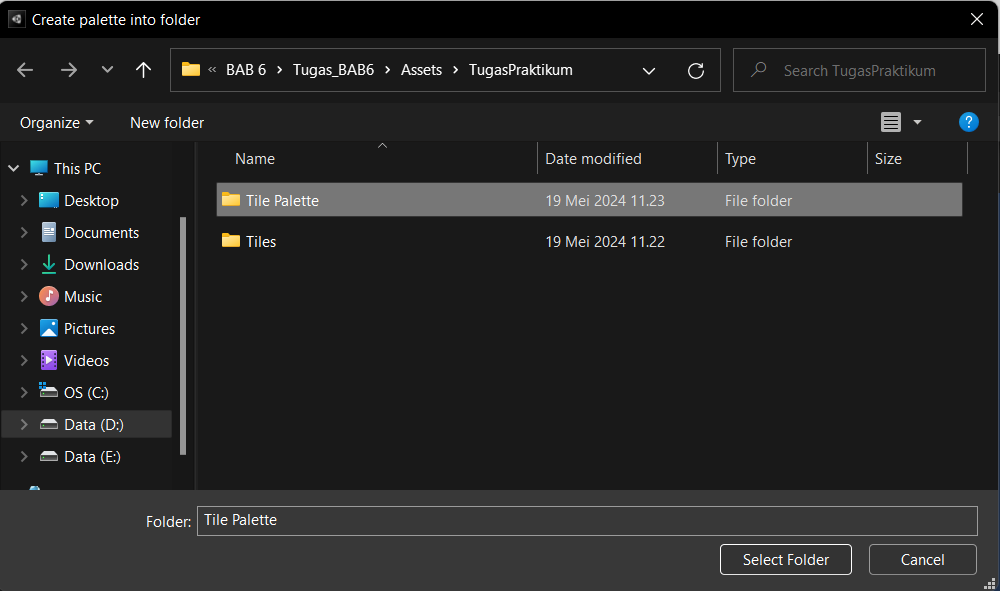 Create palette into folder
« BAB 6 › Tugas_BAB6 › Assets › TugasPraktikum
Search TugasPraktikum
Organize
New folder
?
Name
Date modified
Type
Size
This PC
Desktop
Documents
Downloads
Music
Pictures
Videos
OS (C:)
Data (D:)
Data (E:)
Tile Palette 19 Mei 2024 11.23 File folder
Tiles 19 Mei 2024 11.22 File folder
Folder: Tile Palette
Select Folder
Cancel